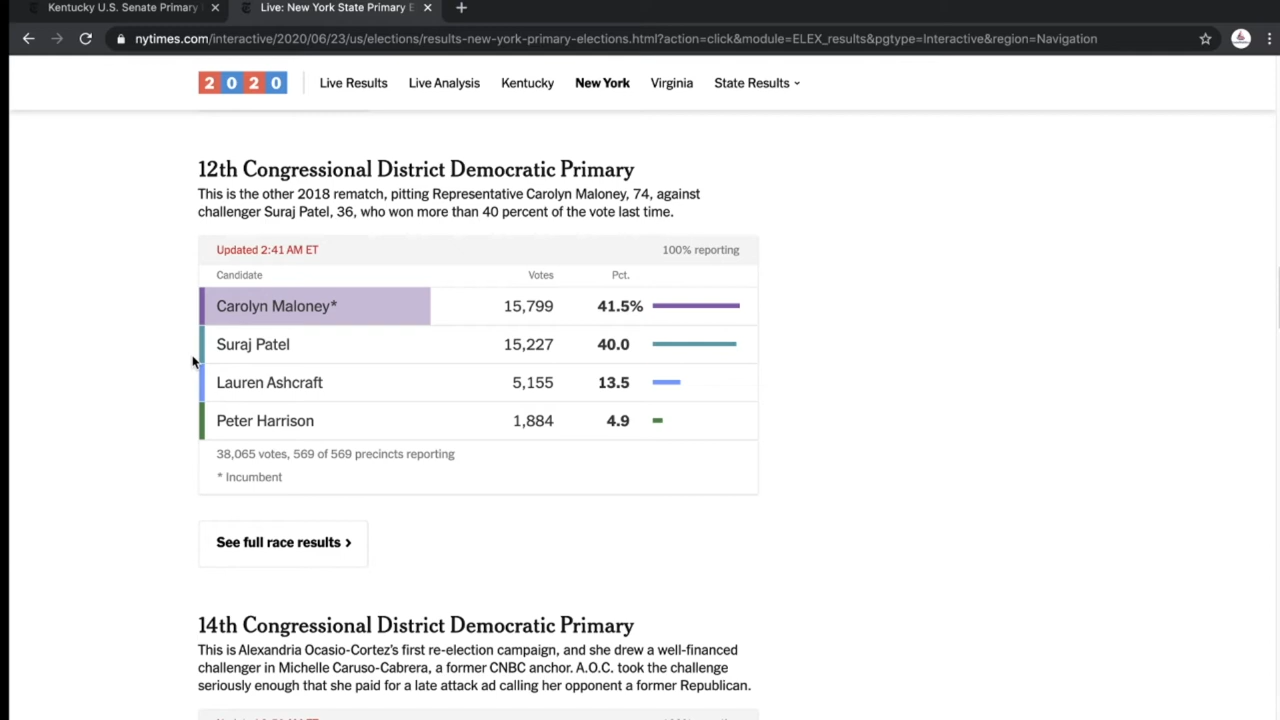 Kentucky U.S. Senate Primary
Live: New York State Primary E
nytimes.com/interactive/2020/06/23/us/elections/results-new-york-primary-elections.html?action=click&module=ELEX_results&pgtype=Interactive&region=Navigation
2020 Live Results Live Analysis Kentucky New York Virginia State Results
12th Congressional District Democratic Primary
This is the other 2018 rematch, pitting Representative Carolyn Maloney, 74, against
challenger Suraj Patel, 36, who won more than 40 percent of the vote last time.
Updated 2:41 AM ET 100% reporting
Candidate Votes Pct.
Carolyn Maloney* 15,799 41.5%
Suraj Patel 15,227 40.0
Lauren Ashcraft 5,155 13.5
Peter Harrison 1,884 4.9
38,065 votes, 569 of 569 precincts reporting
* Incumbent
See full race results ›
14th Congressional District Democratic Primary
This is Alexandria Ocasio-Cortez's first re-election campaign, and she drew a well-financed
challenger in Michelle Caruso-Cabrera, a former CNBC anchor. A.O.C. took the challenge
seriously enough that she paid for a late attack ad calling her opponent a former Republican.